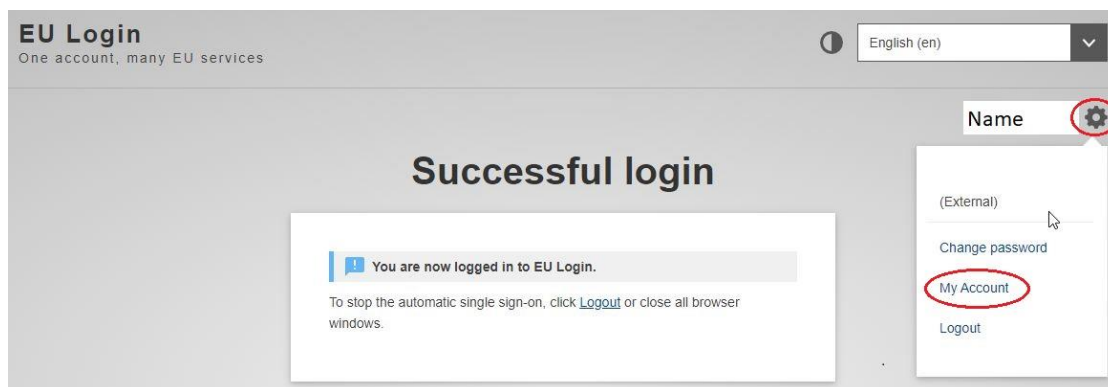 EU Login
One account, many EU services
English (en)
Name
Successful login
(External)
Change password
My Account
Logout
You are now logged in to EU Login.
To stop the automatic single sign-on, click Logout or close all browser
windows.